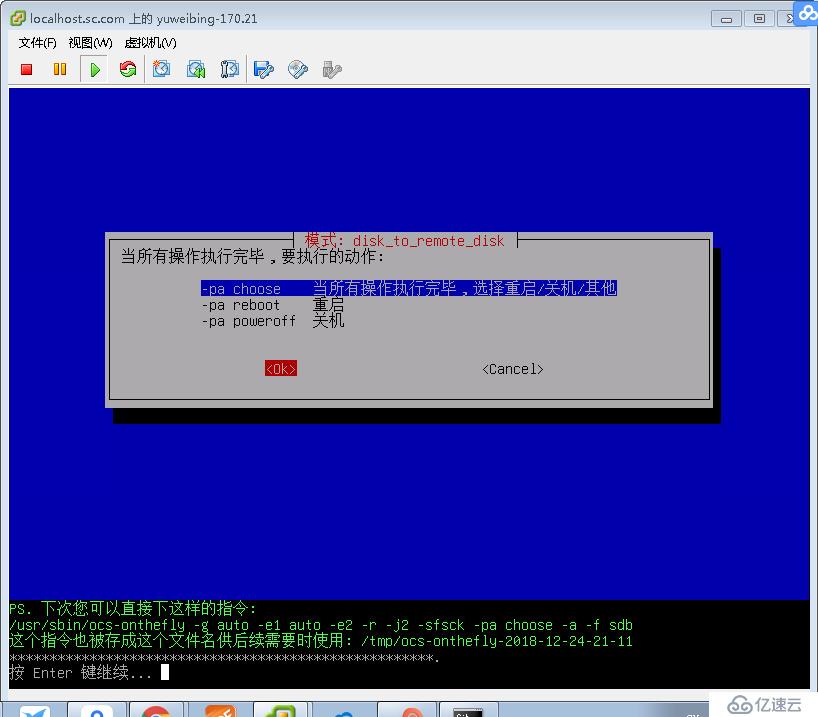 localhost.sc.com 上的 yuweibing-170.21
文件(F) 视图(W) 虚拟机(V)
模式: disk_to_remote_disk
当所有操作执行完毕，要执行的动作:
-pa choose 当所有操作执行完毕，选择重启/关机/其他
-pa reboot 重启
-pa poweroff 关机
<Ok> <Cancel>
PS. 下次您可以直接下这样的指令:
/usr/sbin/ocs-onthefly -g auto -e1 auto -e2 -r -j2 -sfsck -pa choose -a -f sdb
这个指令也被存成这个文件名供后续需要时使用: /tmp/ocs-onthefly-2018-12-24-21-11
*****************************************************.
按 Enter 键继续...
亿速云